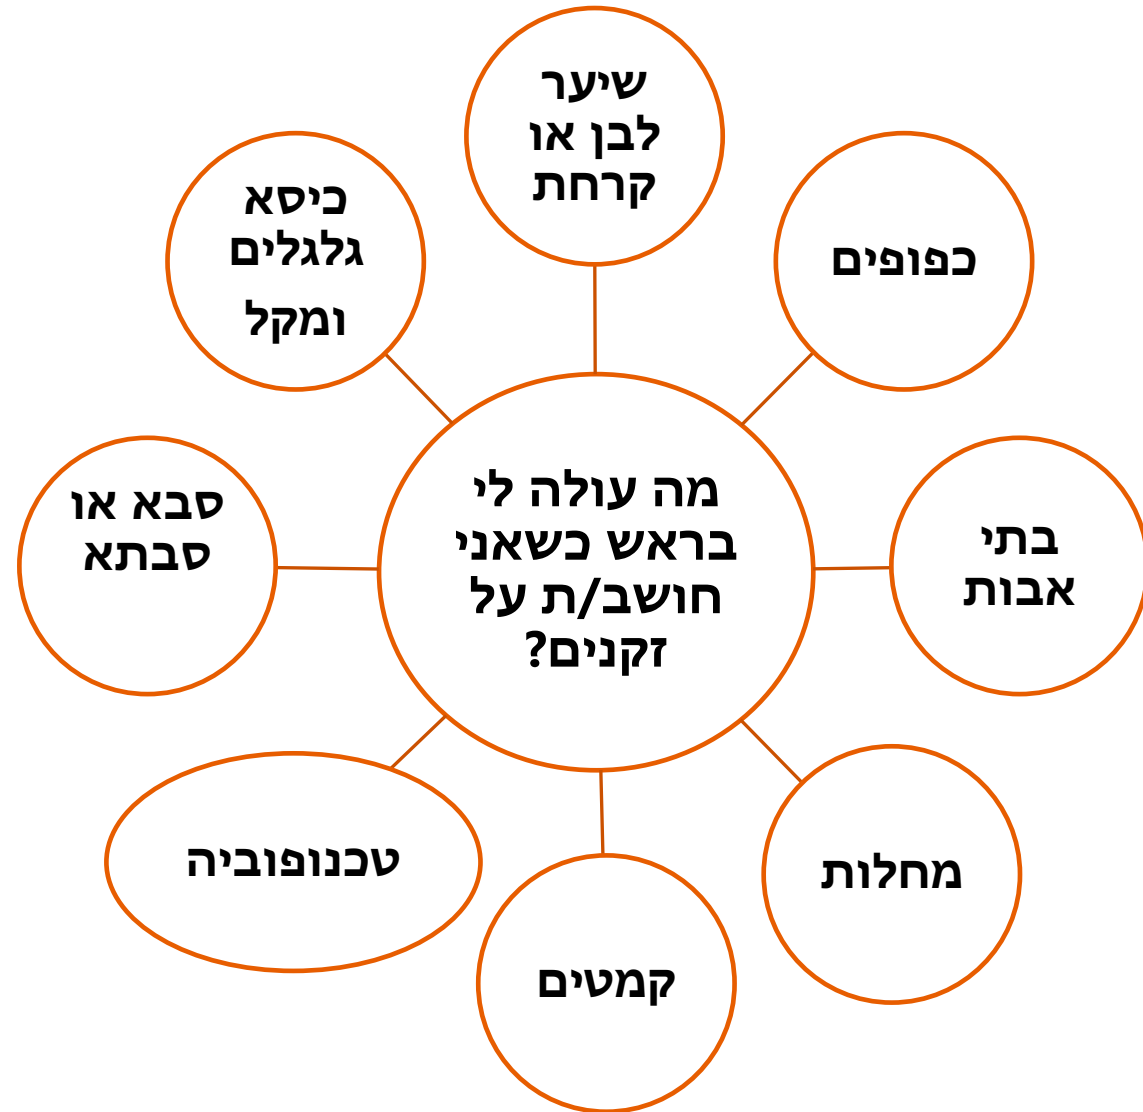 מה עולה לי
בראש כשאני
חושב/ת על
זקנים?
שיער
לבן או
קרחת
כפופים
בתי
אבות
מחלות
קמטים
טכנופוביה
סבא או
סבתא
כיסא
גלגלים
ומקל